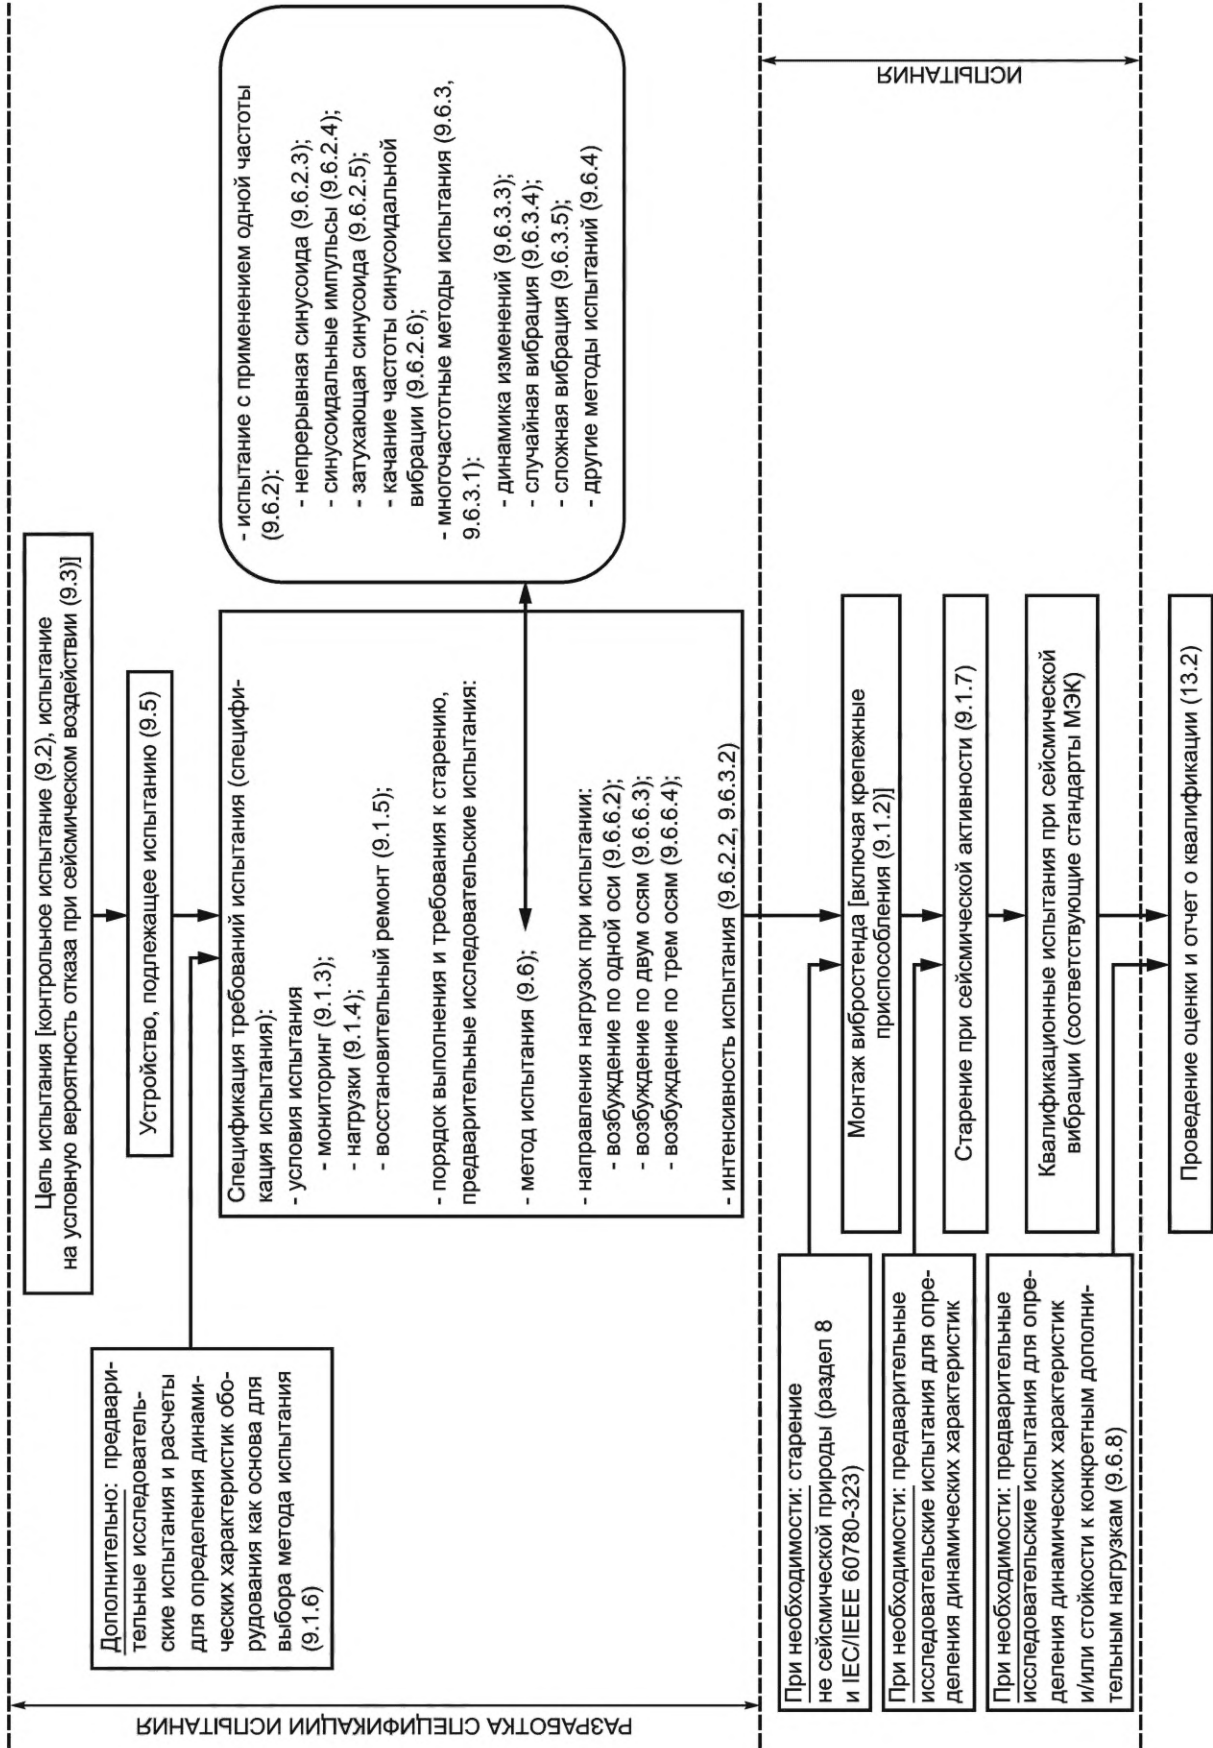 Цель испытания [контрольное испытание (9.2), испытание
на условную вероятность отказа при сейсмическом воздействии (9.3)]
Устройство, подлежащее испытанию (9.5)
Дополнительно: предвари-
тельные исследователь-
ские испытания и расчеты
для определения динами-
ческих характеристик обо-
рудования как основа для
выбора метода испытания
(9.1.6)
Спецификация требований испытания (специфи-
кация испытания):
- условия испытания
- мониторинг (9.1.3);
- нагрузки (9.1.4);
- восстановительный ремонт (9.1.5);
- порядок выполнения и требования к старению,
предварительные исследовательские испытания:
- метод испытания (9.6);
- направления нагрузок при испытании:
- возбуждение по одной оси (9.6.6.2);
- возбуждение по двум осям (9.6.6.3);
- возбуждение по трем осям (9.6.6.4);
- интенсивность испытания (9.6.2.2, 9.6.3.2)
- испытание с применением одной частоты
(9.6.2):
- непрерывная синусоида (9.6.2.3);
- синусоидальные импульсы (9.6.2.4);
- затухающая синусоида (9.6.2.5);
- качание частоты синусоидальной
вибрации (9.6.2.6);
- многочастотные методы испытания (9.6.3,
9.6.3.1):
- динамика изменений (9.6.3.3);
- случайная вибрация (9.6.3.4);
- сложная вибрация (9.6.3.5);
- другие методы испытаний (9.6.4)
РАЗРАБОТКА СПЕЦИФИКАЦИИ ИСПЫТАНИЯ
При необходимости: старение
не сейсмической природы (раздел 8
и IEC/IEEE 60780-323)
Монтаж вибростенда [включая крепежные
приспособления (9.1.2)]
При необходимости: предварительные
исследовательские испытания для опре-
деления динамических характеристик
Старение при сейсмической активности (9.1.7)
При необходимости: предварительные
исследовательские испытания для опре-
деления динамических характеристик
и/или стойкости к конкретным дополни-
тельным нагрузкам (9.6.8)
Квалификационные испытания при сейсмической
вибрации (соответствующие стандарты МЭК)
ИСПЫТАНИЯ
Проведение оценки и отчет о квалификации (13.2)